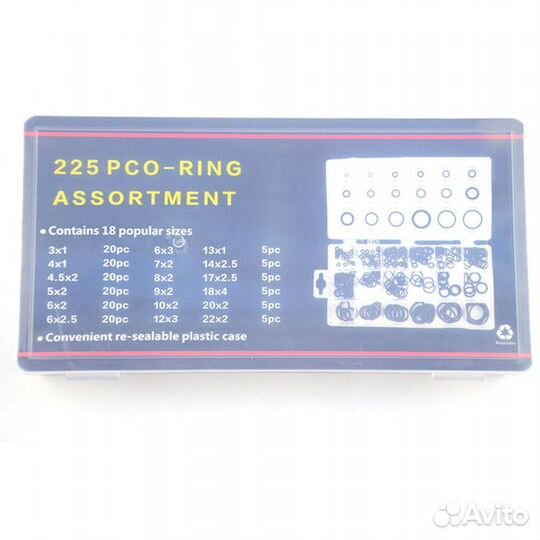 225 PCO-RING
ASSORTMENT
• Contains 18 popular sizes
3x1 20pc 6x3 13x1 5pc
4x1 20pc 7x2 14x2.5 5pc
4.5x2 20pc 8x2 17x2.5 5pc
5x2 20pc 9x2 18x4 5pc
6x2 20pc 10x2 20x2 5pc
6x2.5 20pc 12x3 22x2 5pc
• Convenient re-sealable plastic case
Recyclable
Avito